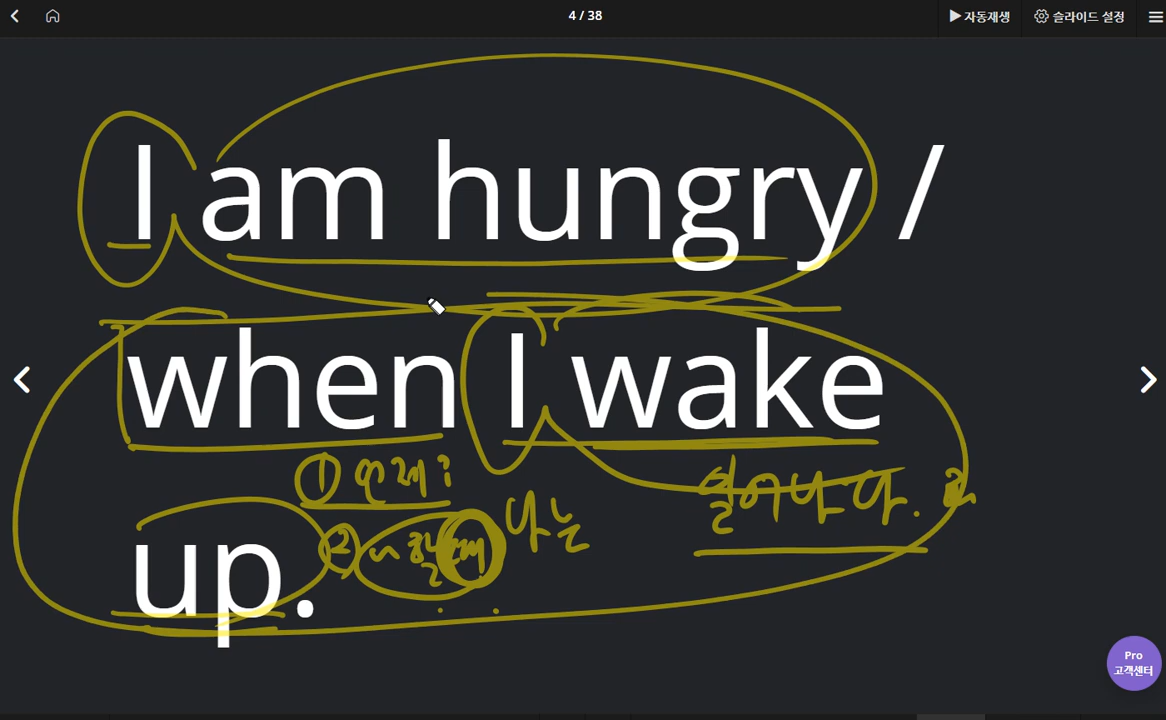 4 / 38
자동재생
슬라이드 설정
I am hungry /
when I wake
① 언제?
up.
② ~ 할 때
나는
일어나다.
Pro
고객센터